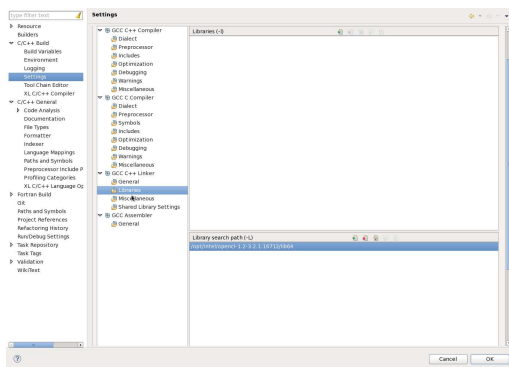 type filter text
Resource
Builders
C/C++ Build
Build Variables
Environment
Logging
Settings
Tool Chain Editor
XL C/C++ Compiler
C/C++ General
Code Analysis
Documentation
File Types
Formatter
Indexer
Language Mappings
Paths and Symbols
Preprocessor Include P
Profiling Categories
XL C/C++ Language Op
Fortran Build
Git
Paths and Symbols
Project References
Refactoring History
Run/Debug Settings
Task Repository
Task Tags
Validation
WikiText
Settings
GCC C++ Compiler
Dialect
Preprocessor
Includes
Optimization
Debugging
Warnings
Miscellaneous
GCC C Compiler
Dialect
Preprocessor
Symbols
Includes
Optimization
Debugging
Warnings
Miscellaneous
GCC C++ Linker
General
Libraries
Miscellaneous
Shared Library Settings
GCC Assembler
General
Libraries (-l)
Library search path (-L)
Cancel
OK